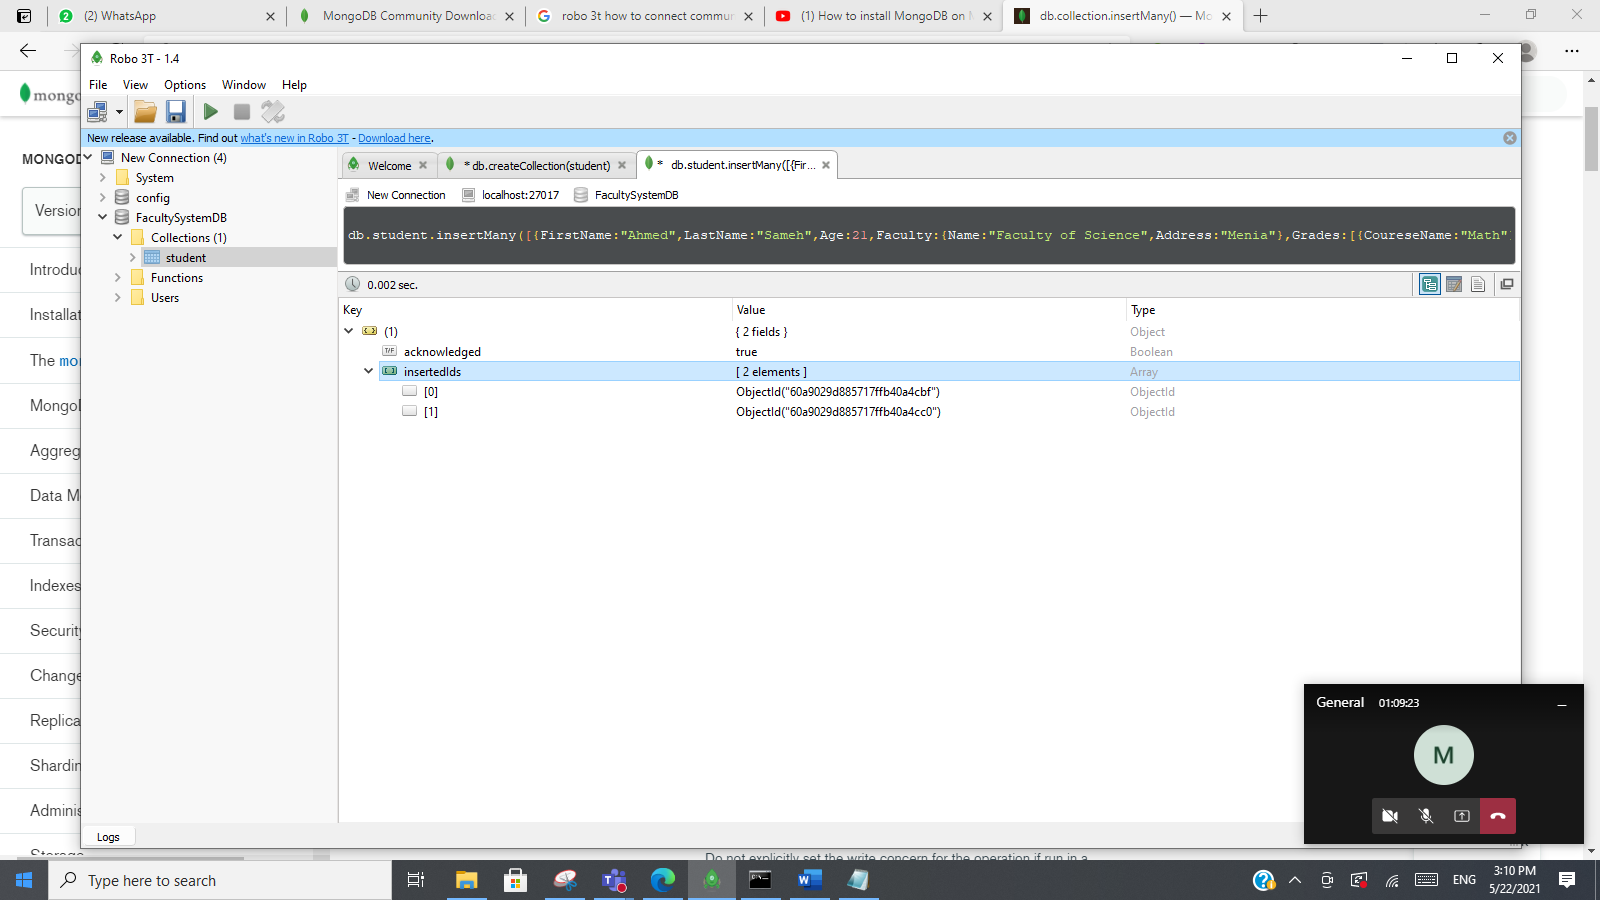 (2) WhatsApp
MongoDB Community Downloa
robo 3t how to connect commu
(1) How to install MongoDB on
db.collection.insertMany() — Mo
Robo 3T - 1.4
File View Options Window Help
New release available. Find out what's new in Robo 3T - Download here.
New Connection (4)
System
config
FacultySystemDB
Collections (1)
student
Functions
Users
Welcome
* db.createCollection(student)
* db.student.insertMany([{Fir...
New Connection localhost:27017 FacultySystemDB
db.student.insertMany([{FirstName:"Ahmed",LastName:"Sameh",Age:21,Faculty:{Name:"Faculty of Science",Address:"Menia"},Grades:[{CoureseName:"Math"
0.002 sec.
Key Value Type
(1) { 2 fields } Object
T/F acknowledged true Boolean
insertedIds [ 2 elements ] Array
[0] ObjectId("60a9029d885717ffb40a4cbf") ObjectId
[1] ObjectId("60a9029d885717ffb40a4cc0") ObjectId
Logs
mongo
MONGOD
Version
Introduc
Installat
The mo
Mongol
Aggreg
Data M
Transac
Indexes
Security
Change
Replica
Shardin
Adminis
Storage
Do not explicitly set the write concern for the operation if run in a
General 01:09:23
M
Type here to search
ENG
3:10 PM
5/22/2021